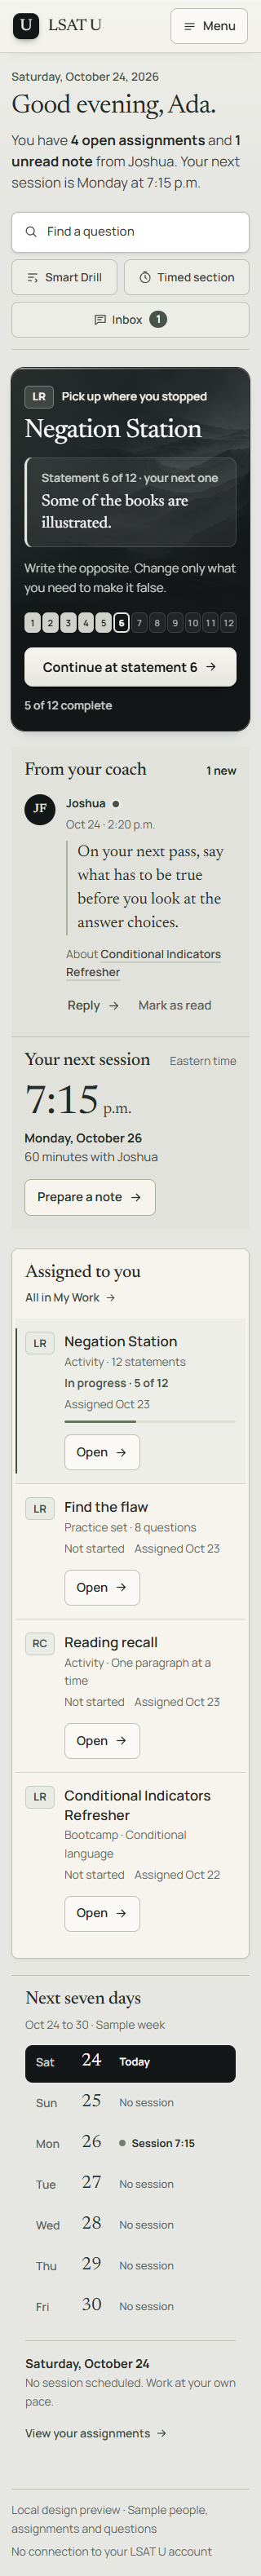 U LSAT U Menu
Saturday, October 24, 2026
Good evening, Ada.
You have 4 open assignments and 1
unread note from Joshua. Your next
session is Monday at 7:15 p.m.
Find a question
Smart Drill Timed section
Inbox 1
LR Pick up where you stopped
Negation Station
Statement 6 of 12 · your next one
Some of the books are
illustrated.
Write the opposite. Change only what
you need to make it false.
1 2 3 4 5 6 7 8 9 10 11 12
Continue at statement 6 →
5 of 12 complete
From your coach 1 new
JF Joshua
Oct 24 · 2:20 p.m.
On your next pass, say
what has to be true
before you look at the
answer choices.
About Conditional Indicators
Refresher
Reply → Mark as read
Your next session Eastern time
7:15 p.m.
Monday, October 26
60 minutes with Joshua
Prepare a note →
Assigned to you
All in My Work →
LR Negation Station
Activity · 12 statements
In progress · 5 of 12
Assigned Oct 23
Open →
LR Find the flaw
Practice set · 8 questions
Not started Assigned Oct 23
Open →
RC Reading recall
Activity · One paragraph at a
time
Not started Assigned Oct 23
Open →
LR Conditional Indicators
Refresher
Bootcamp · Conditional
language
Not started Assigned Oct 22
Open →
Next seven days
Oct 24 to 30 · Sample week
Sat 24 Today
Sun 25 No session
Mon 26 Session 7:15
Tue 27 No session
Wed 28 No session
Thu 29 No session
Fri 30 No session
Saturday, October 24
No session scheduled. Work at your own
pace.
View your assignments →
Local design preview · Sample people,
assignments and questions
No connection to your LSAT U account